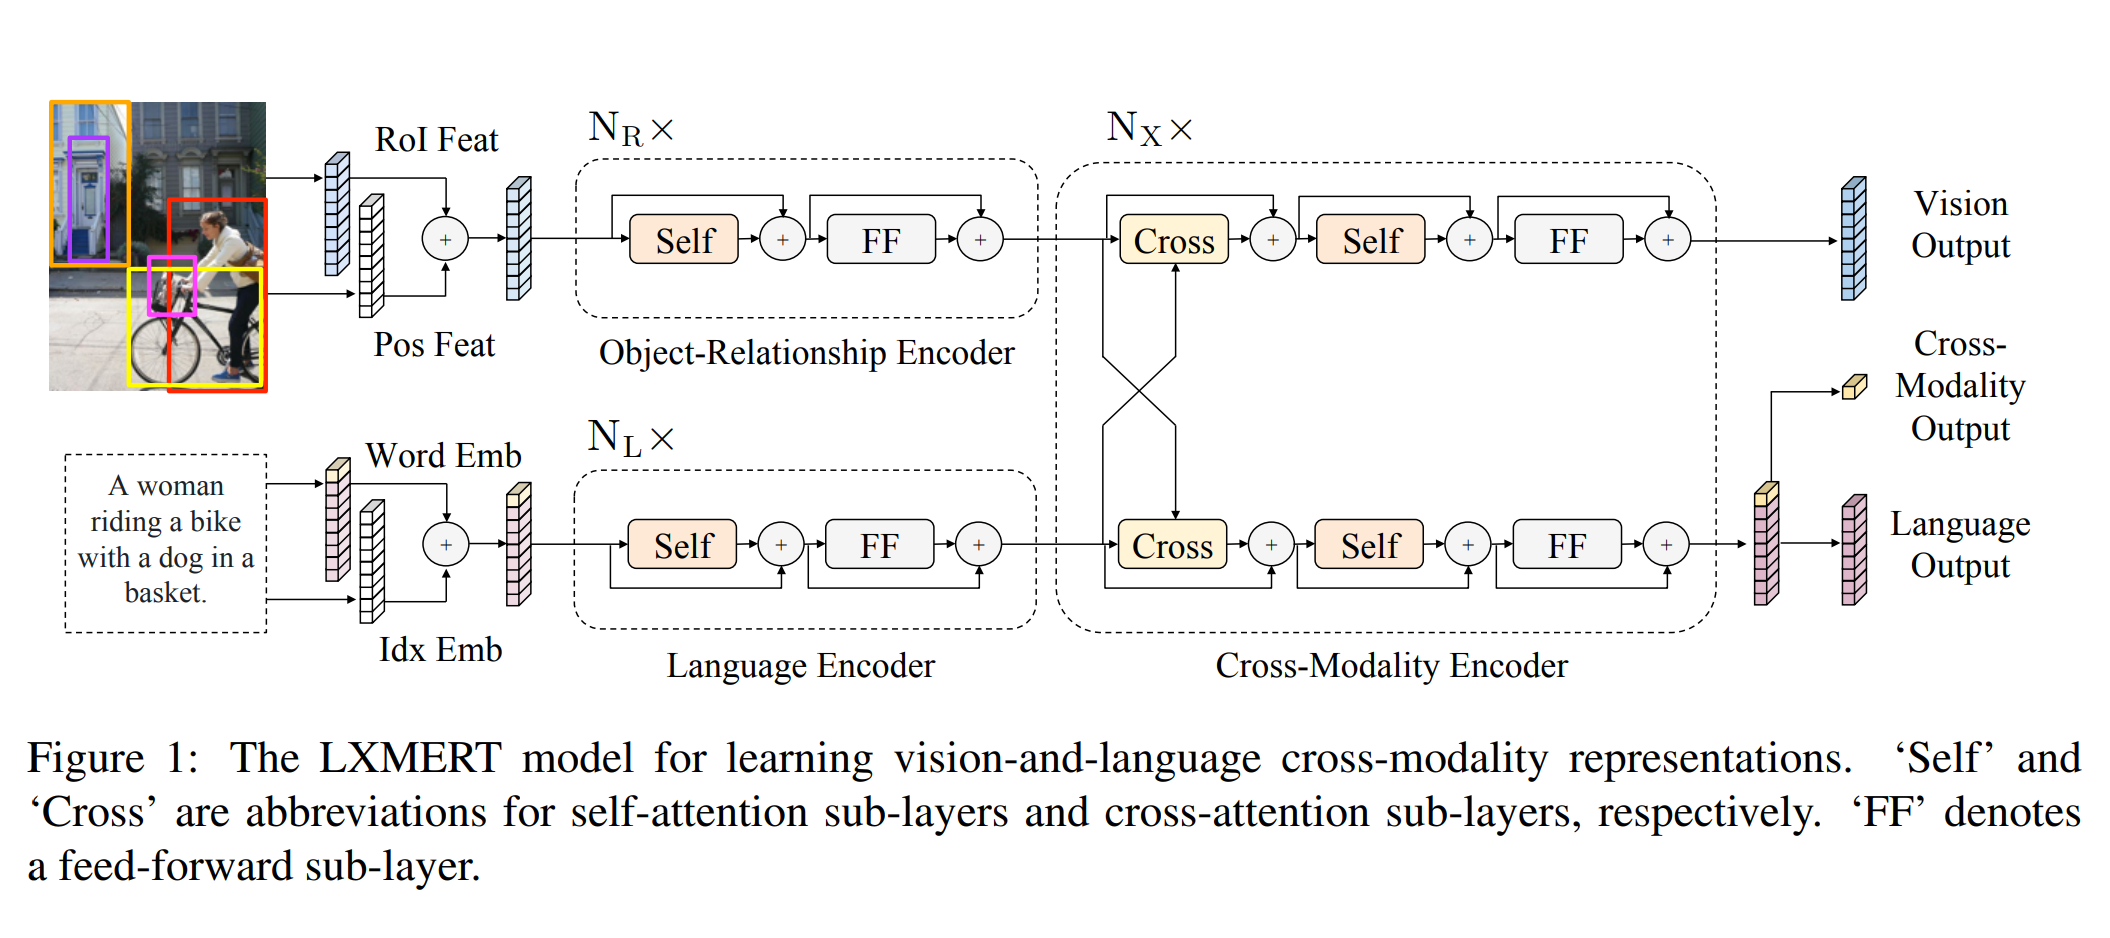 RoI Feat
Pos Feat
+
N_R×
Self
+
FF
+
Object-Relationship Encoder
A woman
riding a bike
with a dog in a
basket.
Word Emb
Idx Emb
+
N_L×
Self
+
FF
+
Language Encoder
N_X×
Cross
+
Self
+
FF
+
Cross
+
Self
+
FF
+
Cross-Modality Encoder
Vision
Output
Cross-
Modality
Output
Language
Output
Figure 1: The LXMERT model for learning vision-and-language cross-modality representations. ‘Self’ and
‘Cross’ are abbreviations for self-attention sub-layers and cross-attention sub-layers, respectively. ‘FF’ denotes
a feed-forward sub-layer.